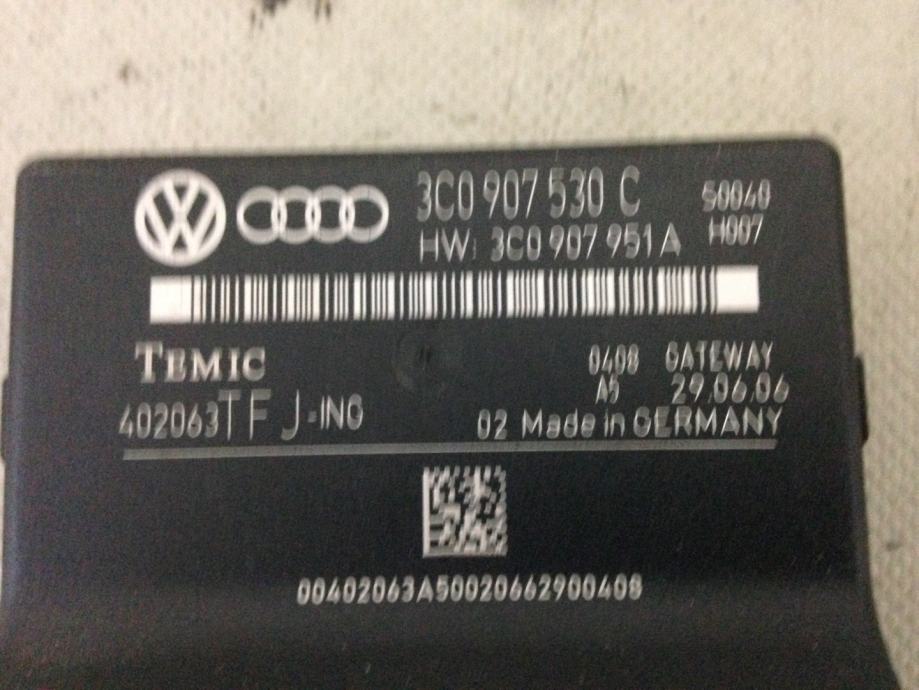 3C0 907 530 C S0040
HW: 3C0 907 951 A H007
TEMIC 0408 GATEWAY
A5 29.06.06
402063TF J-ING 02 Made in GERMANY
00402063A50020662900408